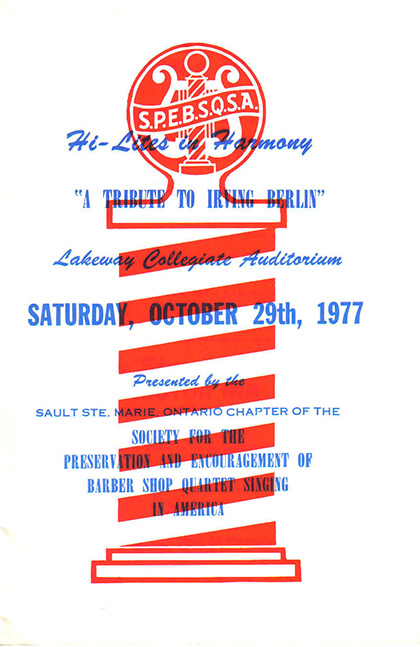 S.P.E.B.S.Q.S.A.
Hi-Lites in Harmony
"A TRIBUTE TO IRVING BERLIN"
Lakeway Collegiate Auditorium
SATURDAY, OCTOBER 29th, 1977
Presented by the
SAULT STE. MARIE, ONTARIO CHAPTER OF THE
SOCIETY FOR THE
PRESERVATION AND ENCOURAGEMENT OF
BARBER SHOP QUARTET SINGING
IN AMERICA